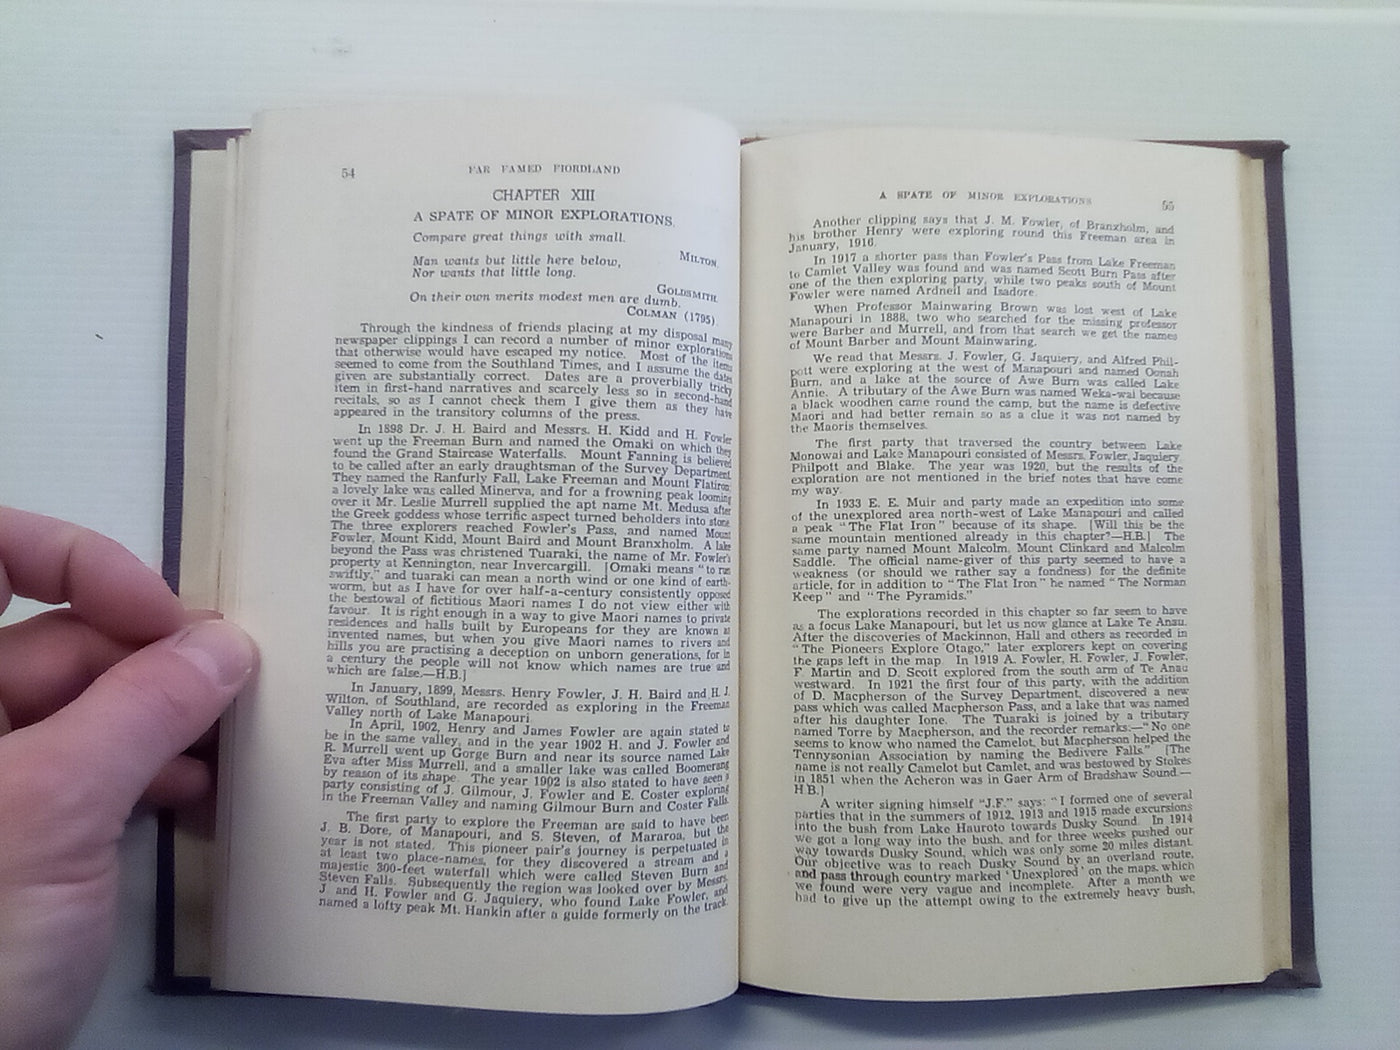 54
FAR FAMED FIORDLAND
CHAPTER XIII
A SPATE OF MINOR EXPLORATIONS.
Compare great things with small.
MILTON.
Man wants but little here below,
Nor wants that little long.
GOLDSMITH.
On their own merits modest men are dumb.
COLMAN (1795).
Through the kindness of friends placing at my disposal many
newspaper clippings I can record a number of minor explorations
that otherwise would have escaped my notice. Most of the items
seemed to come from the Southland Times, and I assume the dates
given are substantially correct. Dates are a proverbially tricky
item in first-hand narratives and scarcely less so in second-hand
recitals, so as I cannot check them I give them as they have
appeared in the transitory columns of the press.
In 1898 Dr. J. H. Baird and Messrs. H. Kidd and H. Fowler
went up the Freeman Burn and named the Omaki on which they
found the Grand Staircase Waterfalls. Mount Fanning is believed
to be called after an early draughtsman of the Survey Department.
They named the Ranfurly Fall, Lake Freeman and Mount Flatiron;
a lovely lake was called Minerva, and for a frowning peak looming
over it Mr. Leslie Murrell supplied the apt name Mt. Medusa after
the Greek goddess whose terrific aspect turned beholders into stone.
The three explorers reached Fowler's Pass, and named Mount
Fowler, Mount Kidd, Mount Baird and Mount Branxholm. A lake
beyond the Pass was christened Tuaraki, the name of Mr. Fowler's
property at Kennington, near Invercargill. [Omaki means "to run
swiftly," and tuaraki can mean a north wind or one kind of earth-
worm, but as I have for over half-a-century consistently opposed
the bestowal of fictitious Maori names I do not view either with
favour. It is right enough in a way to give Maori names to private
residences and halls built by Europeans for they are known as
invented names, but when you give Maori names to rivers and
hills you are practising a deception on unborn generations, for in
a century the people will not know which names are true and
which are false.—H.B.]
In January, 1899, Messrs. Henry Fowler, J. H. Baird and H. J.
Wilton, of Southland, are recorded as exploring in the Freeman
Valley north of Lake Manapouri.
In April, 1902, Henry and James Fowler are again stated to
be in the same valley, and in the year 1902 H. and J. Fowler and
R. Murrell went up Gorge Burn and near its source named Lake
Eva after Miss Murrell, and a smaller lake was called Boomerang
by reason of its shape. The year 1902 is also stated to have seen a
party consisting of J. Gilmour, J. Fowler and E. Coster exploring
in the Freeman Valley and naming Gilmour Burn and Coster Falls.
The first party to explore the Freeman are said to have been
J. B. Dore, of Manapouri, and S. Steven, of Mararoa, but the
year is not stated. This pioneer pair's journey is perpetuated in
at least two place-names, for they discovered a stream and a
majestic 300-feet waterfall which were called Steven Burn and
Steven Falls. Subsequently the region was looked over by Messrs.
J and H. Fowler and G. Jaquiery, who found Lake Fowler, and
named a lofty peak Mt. Hankin after a guide formerly on the track.
A SPATE OF MINOR EXPLORATIONS
55
Another clipping says that J. M. Fowler, of Branxholm, and
his brother Henry were exploring round this Freeman area in
January, 1916.
In 1917 a shorter pass than Fowler's Pass from Lake Freeman
to Camlet Valley was found and was named Scott Burn Pass after
one of the then exploring party, while two peaks south of Mount
Fowler were named Ardneil and Isadore.
When Professor Mainwaring Brown was lost west of Lake
Manapouri in 1888, two who searched for the missing professor
were Barber and Murrell, and from that search we get the names
of Mount Barber and Mount Mainwaring.
We read that Messrs. J. Fowler, G. Jaquiery, and Alfred Phil-
pott were exploring at the west of Manapouri and named Oonah
Burn, and a lake at the source of Awe Burn was called Lake
Annie. A tributary of the Awe Burn was named Weka-wai because
a black woodhen came round the camp, but the name is defective
Maori and had better remain so as a clue it was not named by
the Maoris themselves.
The first party that traversed the country between Lake
Monowai and Lake Manapouri consisted of Messrs. Fowler, Jaquiery,
Philpott and Blake. The year was 1920, but the results of the
exploration are not mentioned in the brief notes that have come
my way.
In 1933 E. E. Muir and party made an expedition into some
of the unexplored area north-west of Lake Manapouri and called
a peak "The Flat Iron" because of its shape. [Will this be the
same mountain mentioned already in this chapter?—H.B.] The
same party named Mount Malcolm, Mount Clinkard and Malcolm
Saddle. The official name-giver of this party seemed to have a
weakness (or should we rather say a fondness) for the definite
article, for in addition to "The Flat Iron" he named "The Norman
Keep" and "The Pyramids."
The explorations recorded in this chapter so far seem to have
as a focus Lake Manapouri, but let us now glance at Lake Te Anau.
After the discoveries of Mackinnon, Hall and others as recorded in
"The Pioneers Explore Otago," later explorers kept on covering
the gaps left in the map. In 1919 A. Fowler, H. Fowler, J. Fowler,
F. Martin and D. Scott explored from the south arm of Te Anau
westward. In 1921 the first four of this party, with the addition
of D. Macpherson of the Survey Department, discovered a new
pass which was called Macpherson Pass, and a lake that was named
after his daughter Ione. The Tuaraki is joined by a tributary
named Torre by Macpherson, and the recorder remarks:—"No one
seems to know who named the Camelot, but Macpherson helped the
Tennysonian Association by naming the Bedivere Falls." [The
name is not really Camelot but Camlet, and was bestowed by Stokes
in 1851 when the Acheron was in Gaer Arm of Bradshaw Sound.—
H.B.]
A writer signing himself "J.F." says: "I formed one of several
parties that in the summers of 1912, 1913 and 1915 made excursions
into the bush from Lake Hauroto towards Dusky Sound. In 1914
we got a long way into the bush, and for three weeks pushed our
way towards Dusky Sound, which was only some 20 miles distant.
Our objective was to reach Dusky Sound by an overland route,
and pass through country marked 'Unexplored' on the maps, which
we found were very vague and incomplete. After a month we
had to give up the attempt owing to the extremely heavy bush,